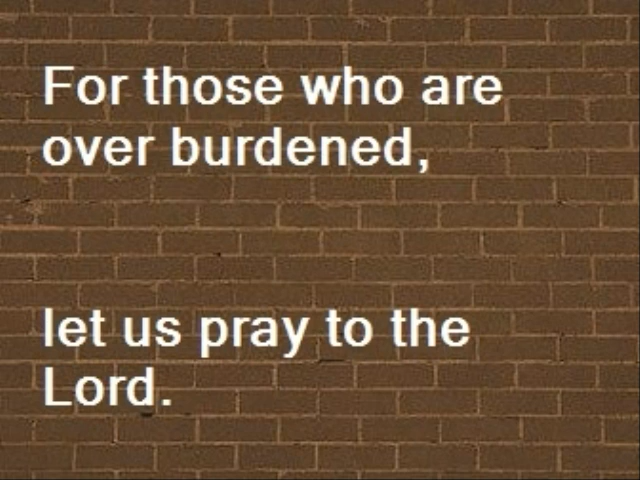 For those who are
over burdened,
let us pray to the
Lord.